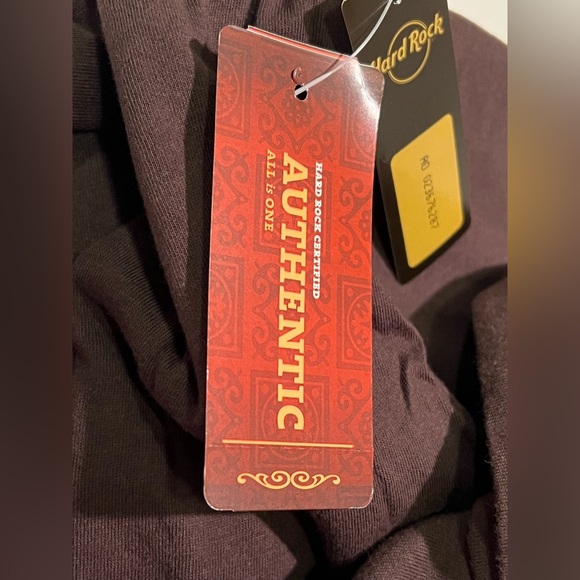 HARD ROCK CERTIFIED
AUTHENTIC
ALL is ONE
Hard Rock